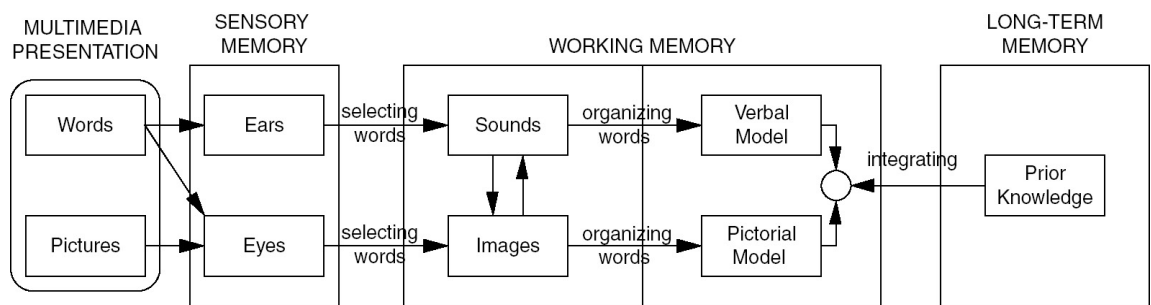 MULTIMEDIA
PRESENTATION
SENSORY
MEMORY
WORKING MEMORY
LONG-TERM
MEMORY
Words
Ears
selecting
words
Sounds
organizing
words
Verbal
Model
integrating
Prior
Knowledge
Pictures
Eyes
selecting
words
Images
organizing
words
Pictorial
Model